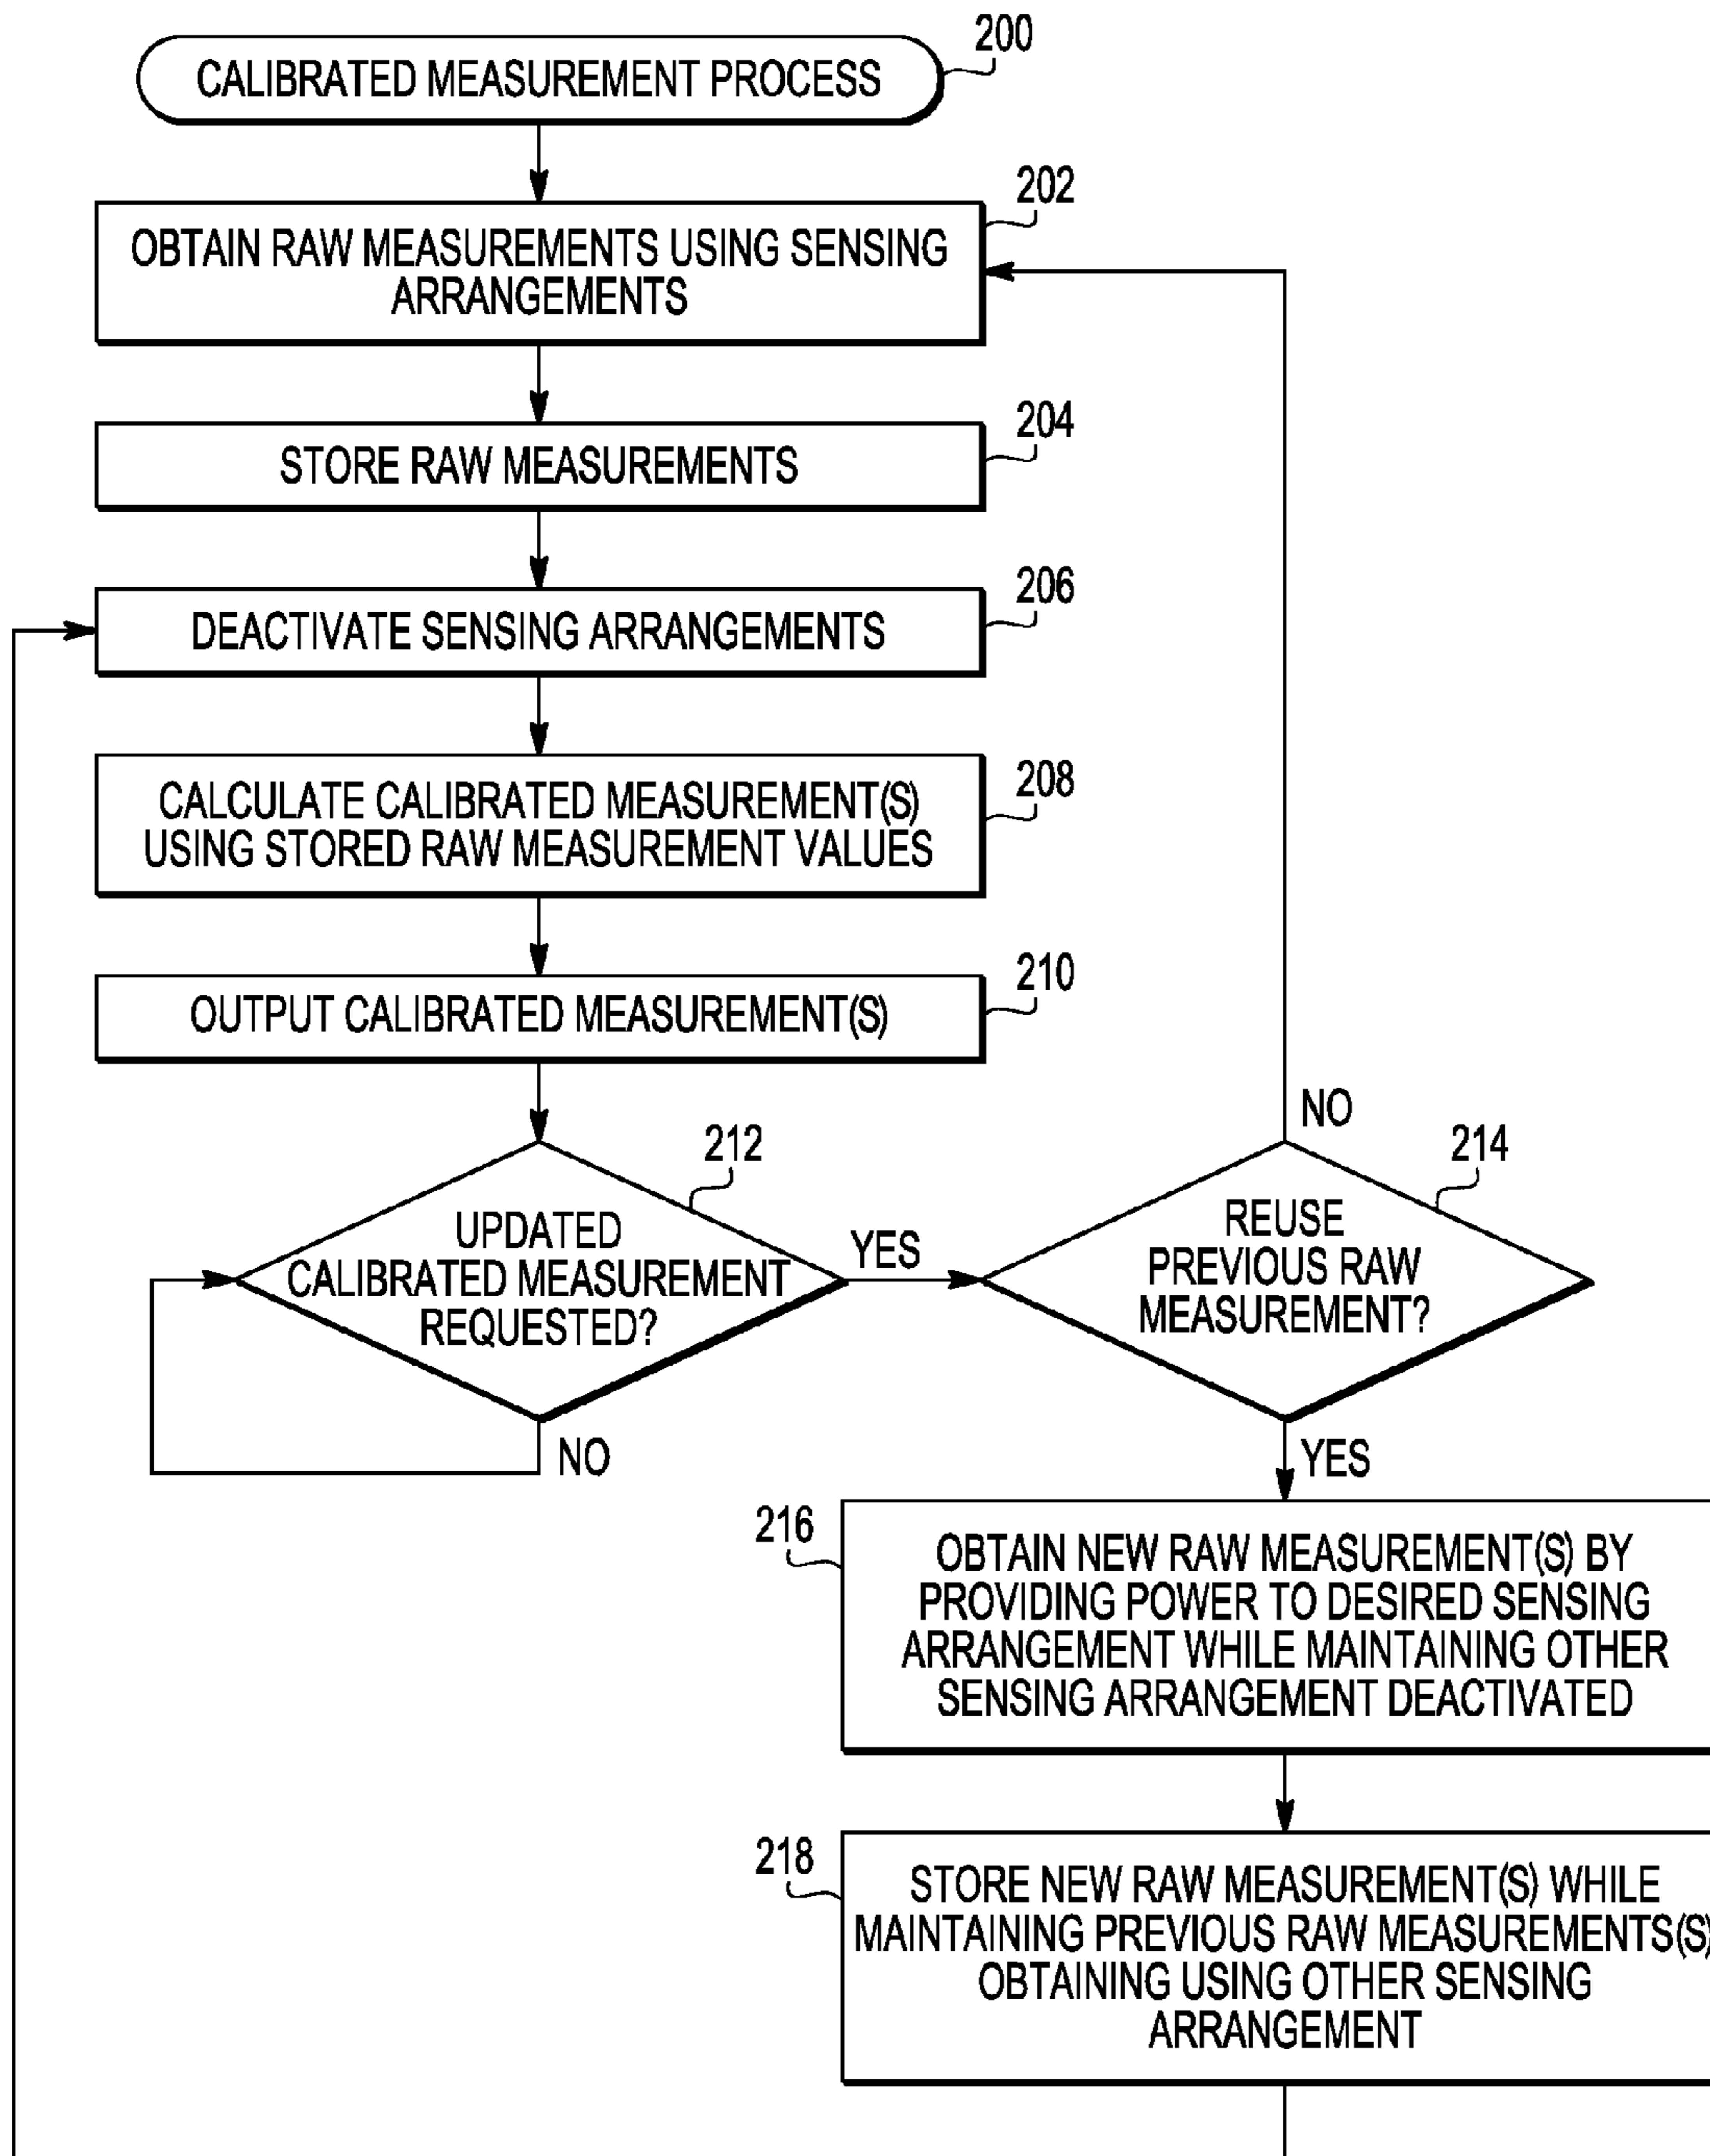 200
CALIBRATED MEASUREMENT PROCESS
202
OBTAIN RAW MEASUREMENTS USING SENSING
ARRANGEMENTS
204
STORE RAW MEASUREMENTS
206
DEACTIVATE SENSING ARRANGEMENTS
208
CALCULATE CALIBRATED MEASUREMENT(S)
USING STORED RAW MEASUREMENT VALUES
210
OUTPUT CALIBRATED MEASUREMENT(S)
212
UPDATED
CALIBRATED MEASUREMENT
REQUESTED?
YES
NO
214
REUSE
PREVIOUS RAW
MEASUREMENT?
NO
YES
216
OBTAIN NEW RAW MEASUREMENT(S) BY
PROVIDING POWER TO DESIRED SENSING
ARRANGEMENT WHILE MAINTAINING OTHER
SENSING ARRANGEMENT DEACTIVATED
218
STORE NEW RAW MEASUREMENT(S) WHILE
MAINTAINING PREVIOUS RAW MEASUREMENTS(S)
OBTAINING USING OTHER SENSING
ARRANGEMENT